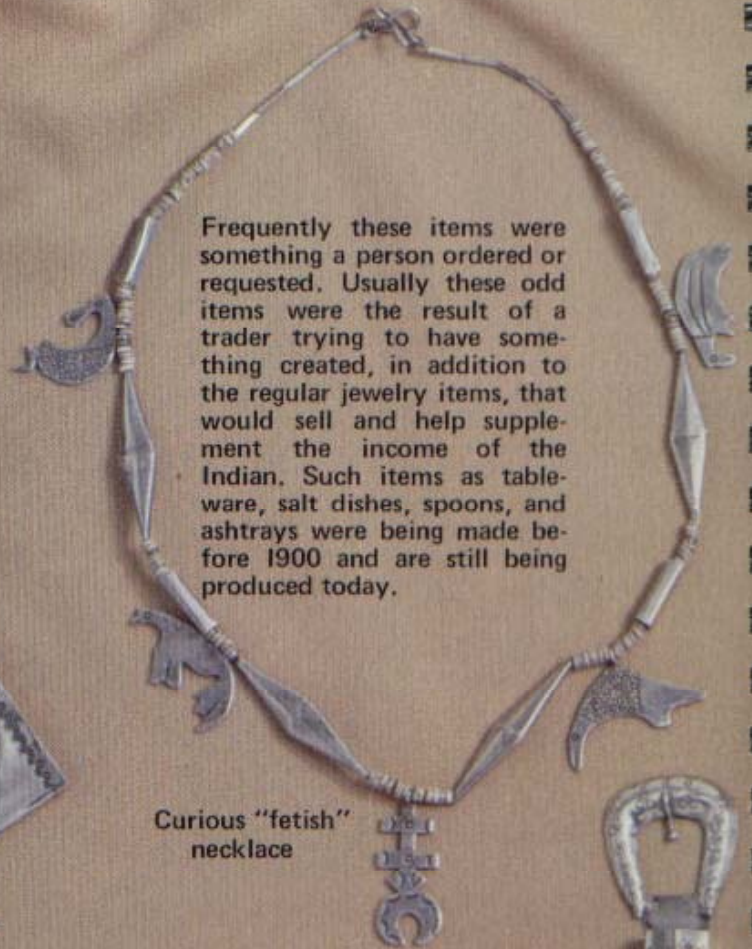 Frequently these items were
something a person ordered or
requested. Usually these odd
items were the result of a
trader trying to have some-
thing created, in addition to
the regular jewelry items, that
would sell and help supple-
ment the income of the
Indian. Such items as table-
ware, salt dishes, spoons, and
ashtrays were being made be-
fore 1900 and are still being
produced today.
Curious “fetish”
necklace